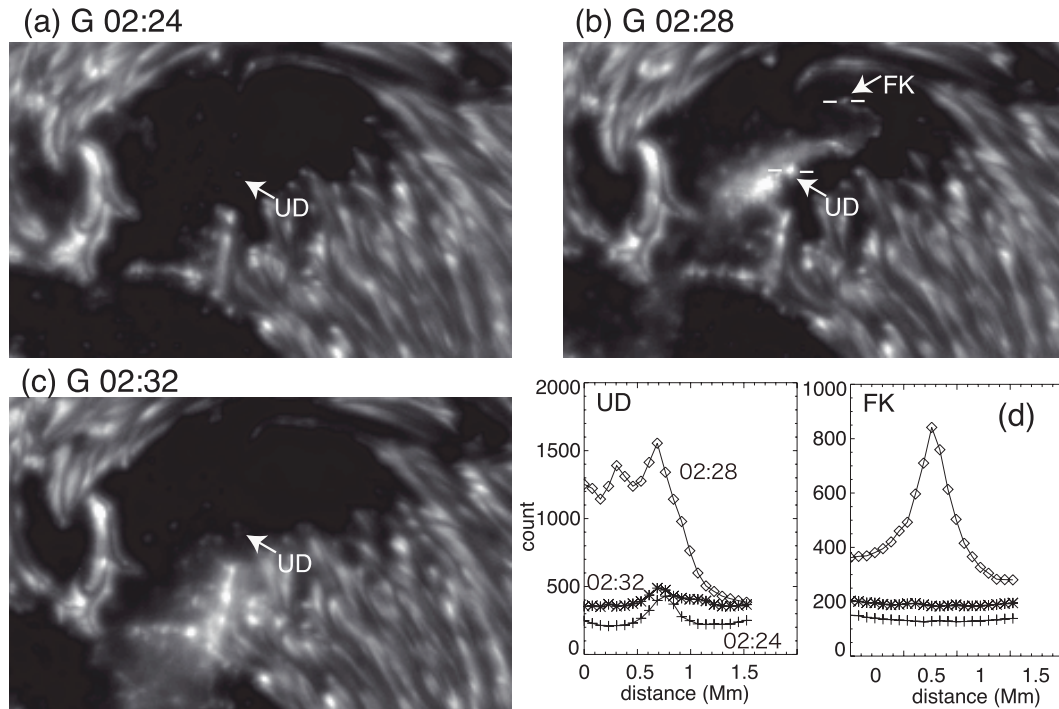 (a) G 02:24
(b) G 02:28
UD
FK
UD
(c) G 02:32
UD
UD
FK
(d)
2000
1500
1000
500
0
count
02:28
02:32
02:24
0 0.5 1 1.5
distance (Mm)
1000
800
600
400
200
0
0 0.5 1 1.5
distance (Mm)